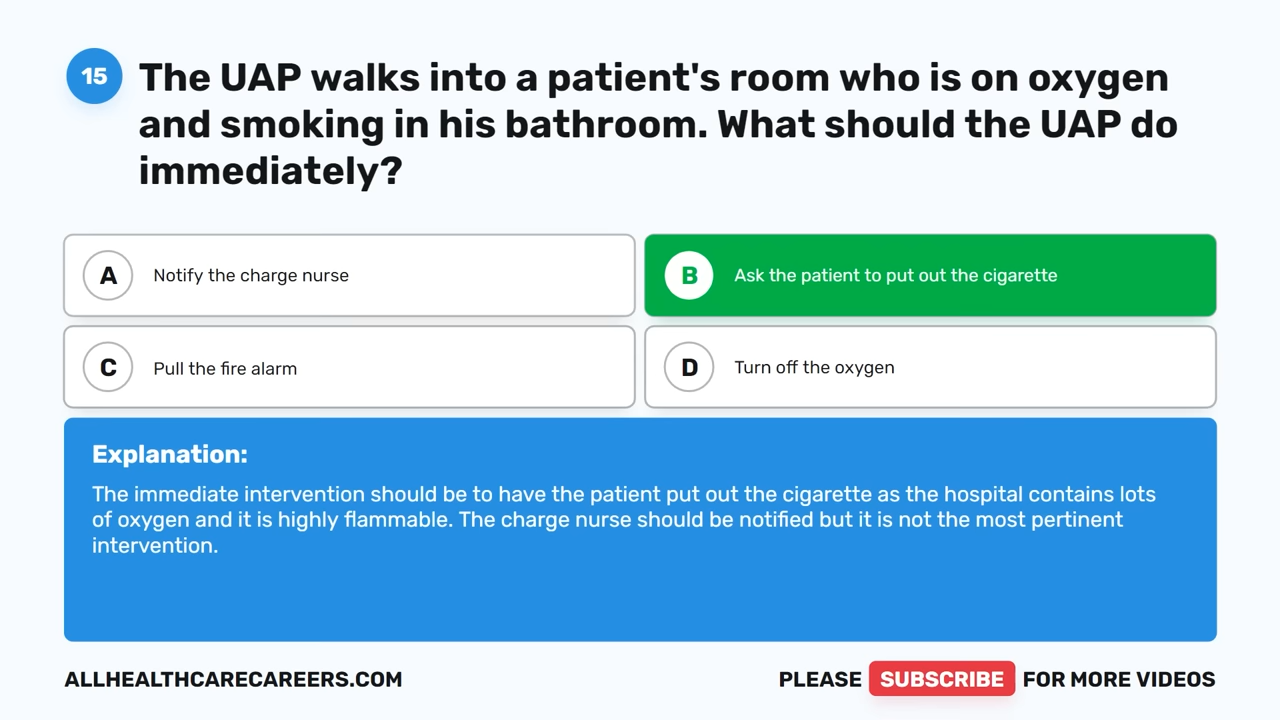 15
The UAP walks into a patient's room who is on oxygen
and smoking in his bathroom. What should the UAP do
immediately?
A Notify the charge nurse
B Ask the patient to put out the cigarette
C Pull the fire alarm
D Turn off the oxygen
Explanation:
The immediate intervention should be to have the patient put out the cigarette as the hospital contains lots
of oxygen and it is highly flammable. The charge nurse should be notified but it is not the most pertinent
intervention.
ALLHEALTHCARECAREERS.COM
PLEASE SUBSCRIBE FOR MORE VIDEOS